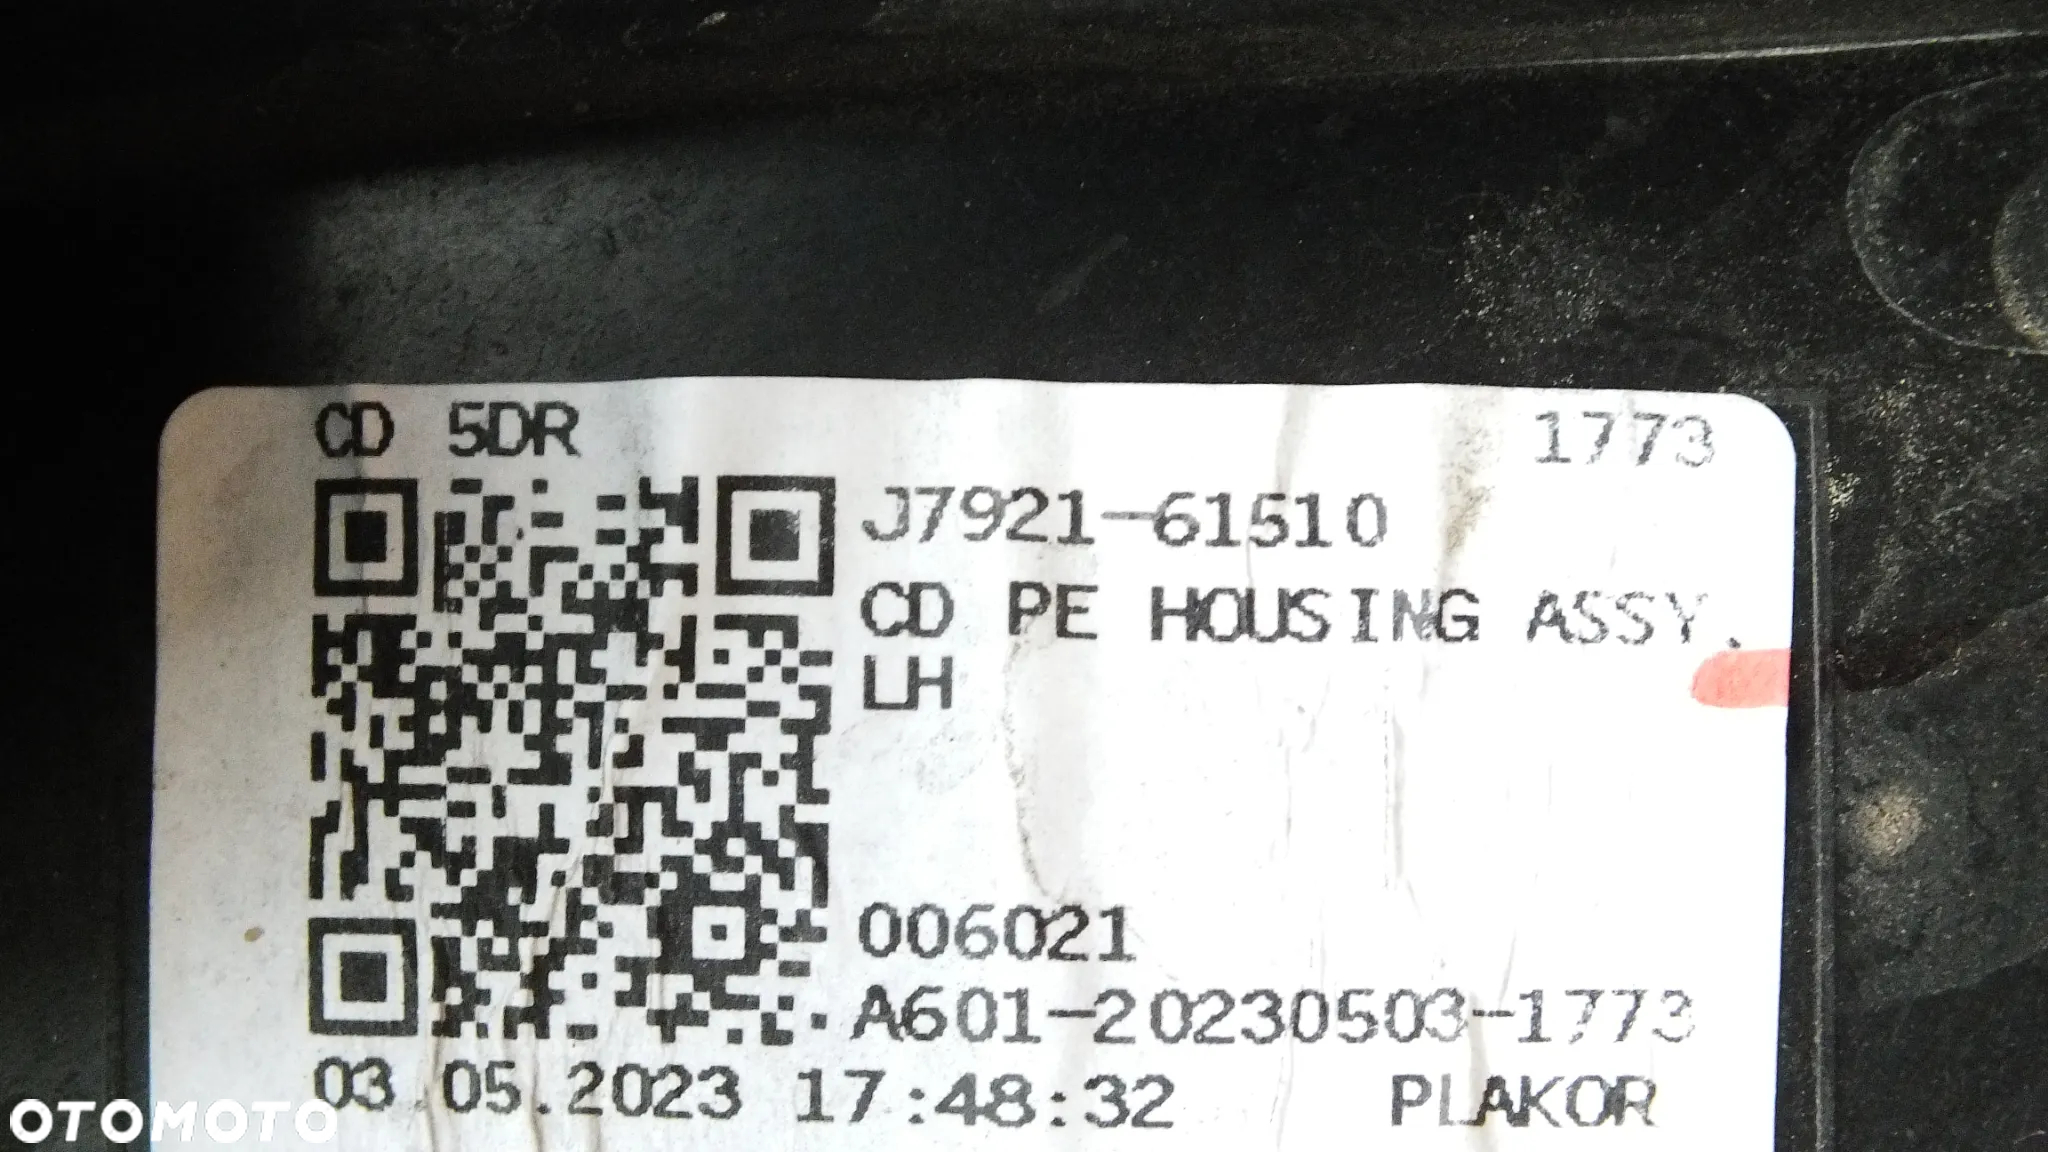 CD 5DR 1773
J7921-61510
CD PE HOUSING ASSY.
LH
006021
A601-20230503-1773
03.05.2023 17:48:32 PLAKOR
OTOMOTO